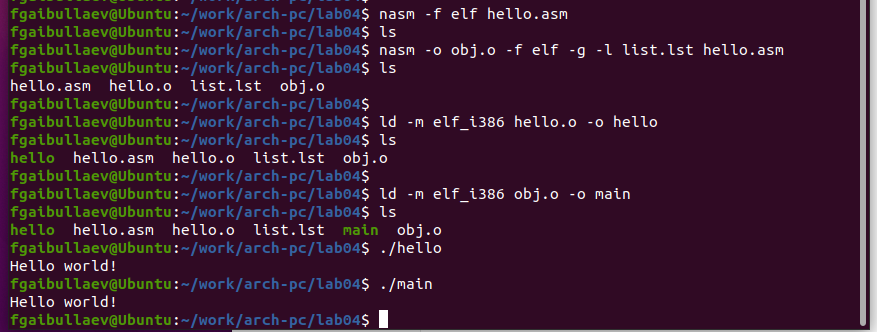 fgaibullaev@Ubuntu:~/work/arch-pc/lab04$ nasm -f elf hello.asm
fgaibullaev@Ubuntu:~/work/arch-pc/lab04$ ls
fgaibullaev@Ubuntu:~/work/arch-pc/lab04$ nasm -o obj.o -f elf -g -l list.lst hello.asm
fgaibullaev@Ubuntu:~/work/arch-pc/lab04$ ls
hello.asm  hello.o  list.lst  obj.o
fgaibullaev@Ubuntu:~/work/arch-pc/lab04$
fgaibullaev@Ubuntu:~/work/arch-pc/lab04$ ld -m elf_i386 hello.o -o hello
fgaibullaev@Ubuntu:~/work/arch-pc/lab04$ ls
hello  hello.asm  hello.o  list.lst  obj.o
fgaibullaev@Ubuntu:~/work/arch-pc/lab04$
fgaibullaev@Ubuntu:~/work/arch-pc/lab04$ ld -m elf_i386 obj.o -o main
fgaibullaev@Ubuntu:~/work/arch-pc/lab04$ ls
hello  hello.asm  hello.o  list.lst  main  obj.o
fgaibullaev@Ubuntu:~/work/arch-pc/lab04$ ./hello
Hello world!
fgaibullaev@Ubuntu:~/work/arch-pc/lab04$ ./main
Hello world!
fgaibullaev@Ubuntu:~/work/arch-pc/lab04$